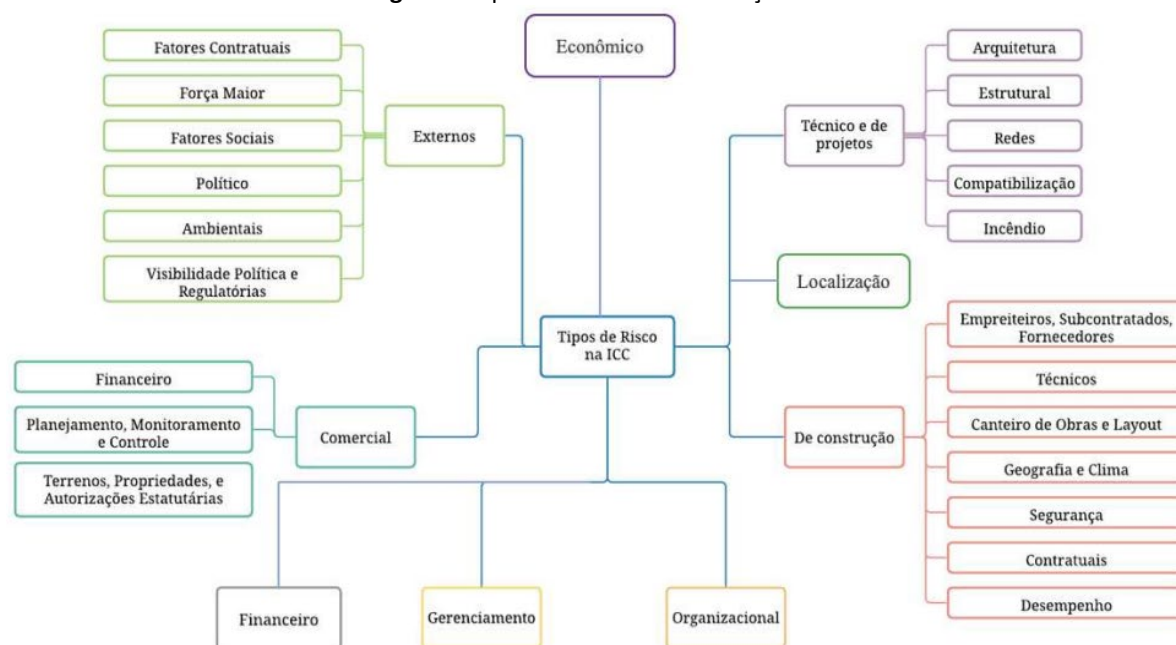 Econômico
Fatores Contratuais
Força Maior
Fatores Sociais
Político
Ambientais
Visibilidade Política e
Regulatórias
Externos
Técnico e de
projetos
Arquitetura
Estrutural
Redes
Compatibilização
Incêndio
Localização
Tipos de Risco
na ICC
Financeiro
Planejamento, Monitoramento
e Controle
Terrenos, Propriedades, e
Autorizações Estatutárias
Comercial
De construção
Empreiteiros, Subcontratados,
Fornecedores
Técnicos
Canteiro de Obras e Layout
Geografia e Clima
Segurança
Contratuais
Desempenho
Financeiro
Gerenciamento
Organizacional